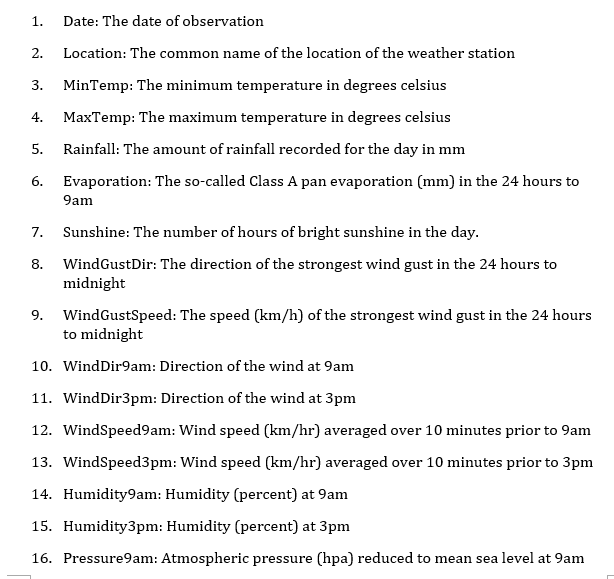 1. Date: The date of observation
2. Location: The common name of the location of the weather station
3. MinTemp: The minimum temperature in degrees celsius
4. MaxTemp: The maximum temperature in degrees celsius
5. Rainfall: The amount of rainfall recorded for the day in mm
6. Evaporation: The so-called Class A pan evaporation (mm) in the 24 hours to
9am
7. Sunshine: The number of hours of bright sunshine in the day.
8. WindGustDir: The direction of the strongest wind gust in the 24 hours to
midnight
9. WindGustSpeed: The speed (km/h) of the strongest wind gust in the 24 hours
to midnight
10. WindDir9am: Direction of the wind at 9am
11. WindDir3pm: Direction of the wind at 3pm
12. WindSpeed9am: Wind speed (km/hr) averaged over 10 minutes prior to 9am
13. WindSpeed3pm: Wind speed (km/hr) averaged over 10 minutes prior to 3pm
14. Humidity9am: Humidity (percent) at 9am
15. Humidity3pm: Humidity (percent) at 3pm
16. Pressure9am: Atmospheric pressure (hpa) reduced to mean sea level at 9am